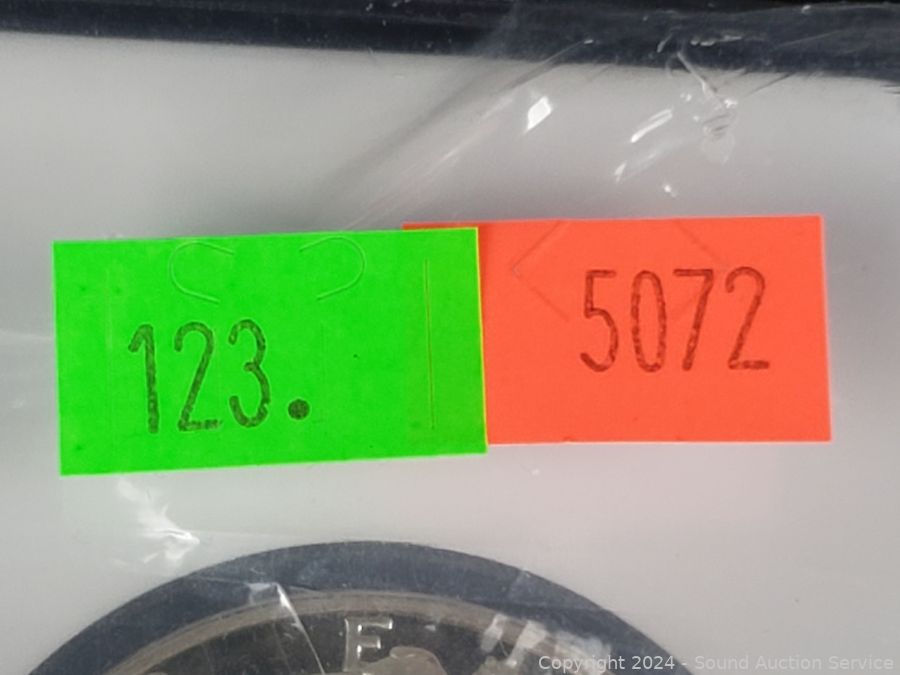 123.
5072
E
Copyright 2024 - Sound Auction Service